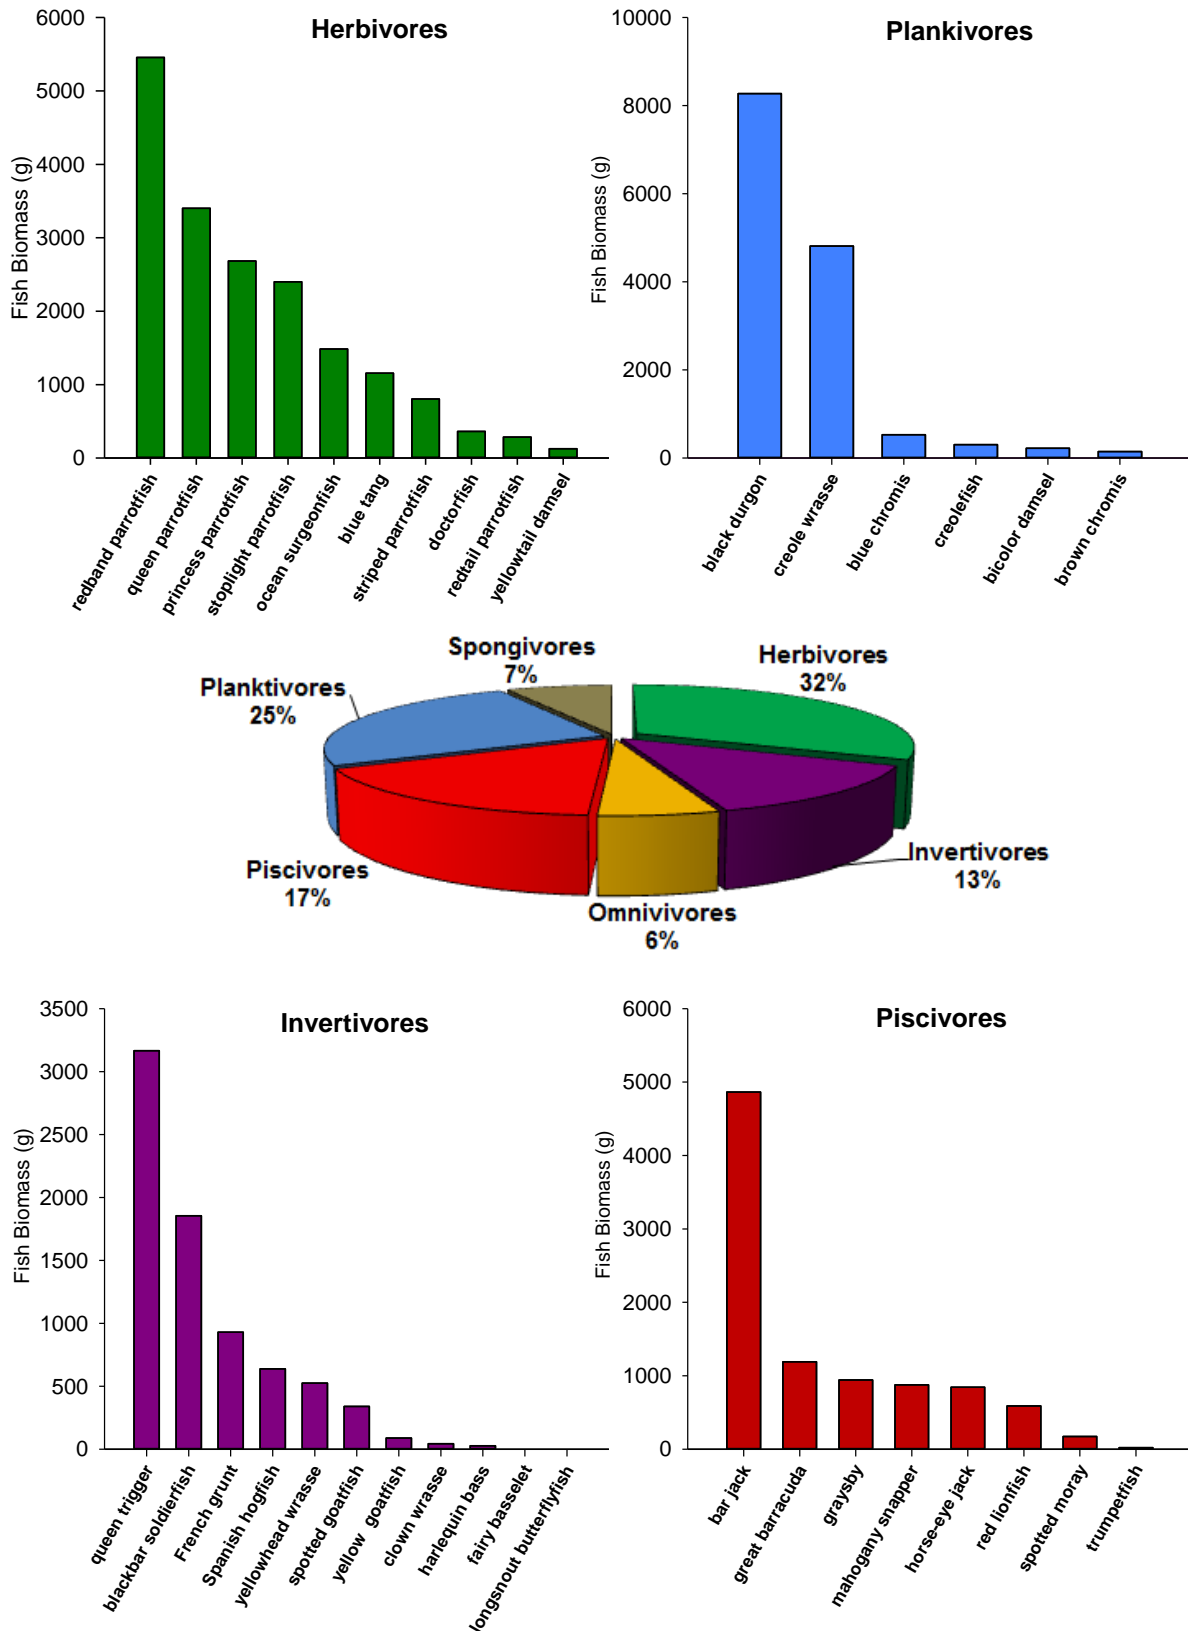 Herbivores
Fish Biomass (g)
6000
5000
4000
3000
2000
1000
0
redband parrotfish
queen parrotfish
princess parrotfish
stoplight parrotfish
ocean surgeonfish
blue tang
striped parrotfish
doctorfish
redtail parrotfish
yellowtail damsel
Plankivores
Fish Biomass (g)
10000
8000
6000
4000
2000
0
black durgon
creole wrasse
blue chromis
creolefish
bicolor damsel
brown chromis
Spongivores
7%
Herbivores
32%
Planktivores
25%
Piscivores
17%
Invertivores
13%
Omnivivores
6%
Invertivores
Fish Biomass (g)
3500
3000
2500
2000
1500
1000
500
0
queen trigger
blackbar soldierfish
French grunt
Spanish hogfish
yellowhead wrasse
spotted goatfish
yellow goatfish
clown wrasse
harlequin bass
fairy basselet
longsnout butterflyfish
Piscivores
Fish Biomass (g)
6000
5000
4000
3000
2000
1000
0
bar jack
great barracuda
graysby
mahogany snapper
horse-eye jack
red lionfish
spotted moray
trumpetfish